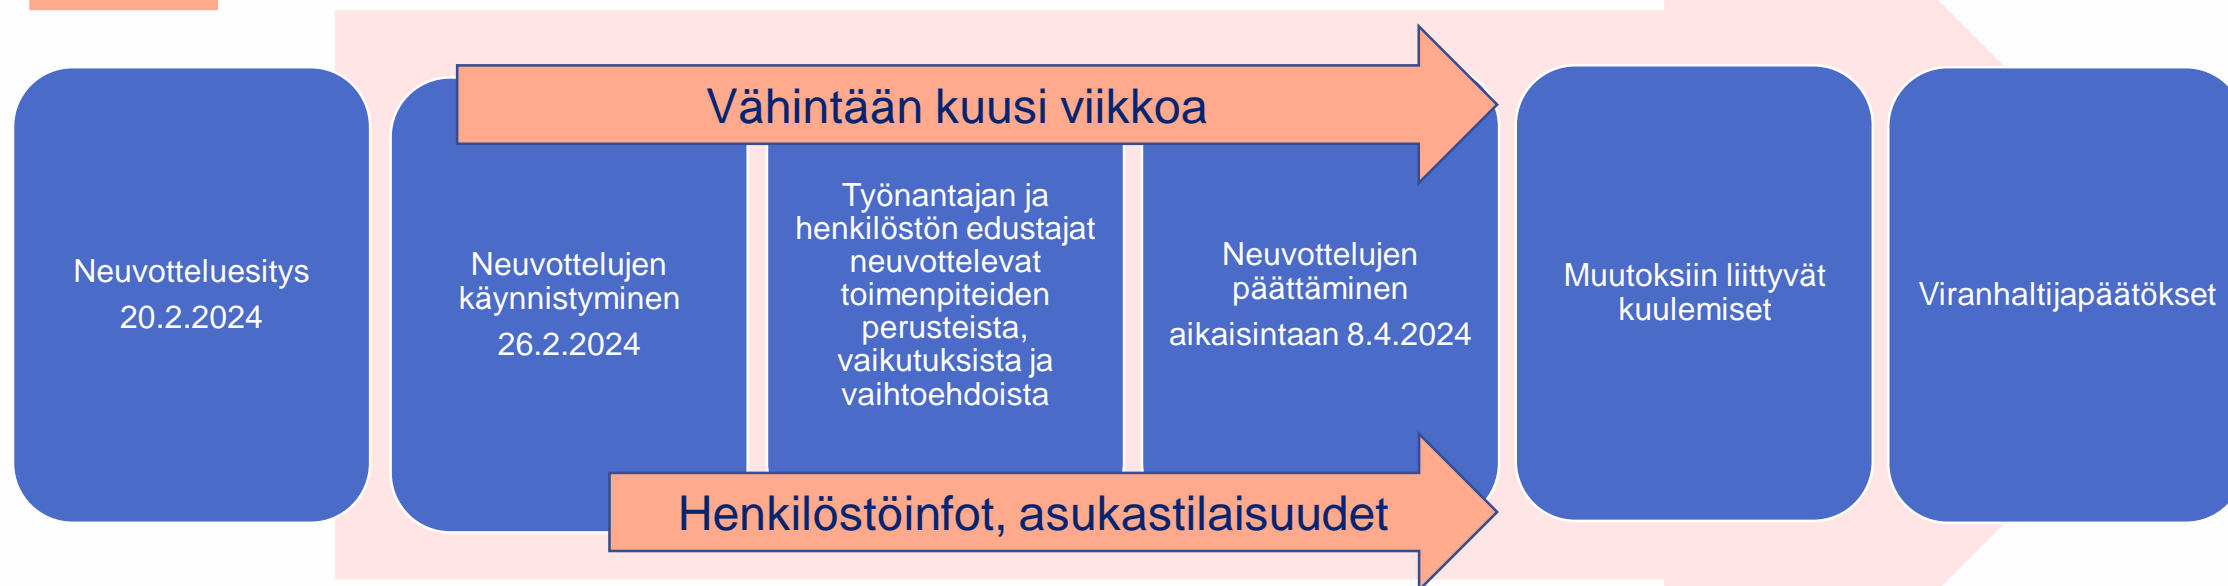 Vähintään kuusi viikkoa
Neuvotteluesitys
20.2.2024
Neuvottelujen
käynnistyminen
26.2.2024
Työnantajan ja
henkilöstön edustajat
neuvottelevat
toimenpiteiden
perusteista,
vaikutuksista ja
vaihtoehdoista
Neuvottelujen
päättäminen
aikaisintaan 8.4.2024
Muutoksiin liittyvät
kuulemiset
Viranhaltijapäätökset
Henkilöstöinfot, asukastilaisuudet